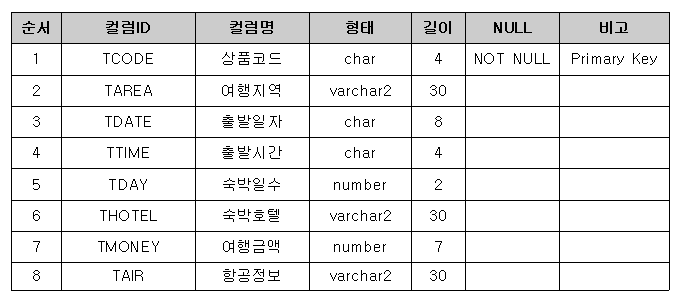 순서 컬럼ID 컬럼명 형태 길이 NULL 비고
1 TCODE 상품코드 char 4 NOT NULL Primary Key
2 TAREA 여행지역 varchar2 30
3 TDATE 출발일자 char 8
4 TTIME 출발시간 char 4
5 TDAY 숙박일수 number 2
6 THOTEL 숙박호텔 varchar2 30
7 TMONEY 여행금액 number 7
8 TAIR 항공정보 varchar2 30